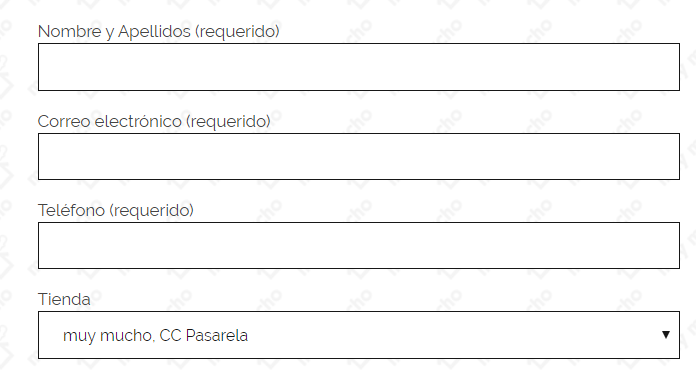 Nombre y Apellidos (requerido)
Correo electrónico (requerido)
Teléfono (requerido)
Tienda
muy mucho, CC Pasarela